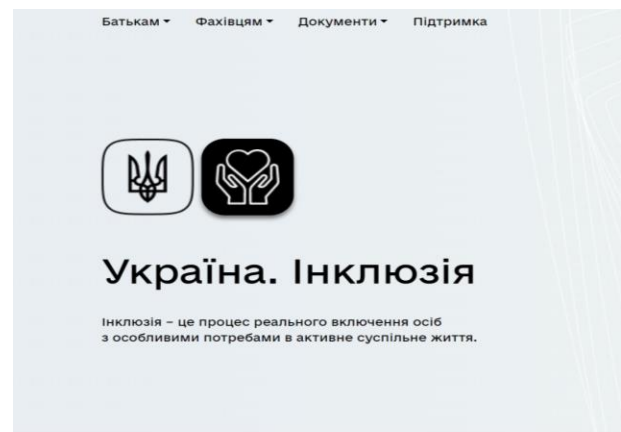 Батькам Фахівцям Документи Підтримка
Україна. Інклюзія
Інклюзія – це процес реального включення осіб
з особливими потребами в активне суспільне життя.